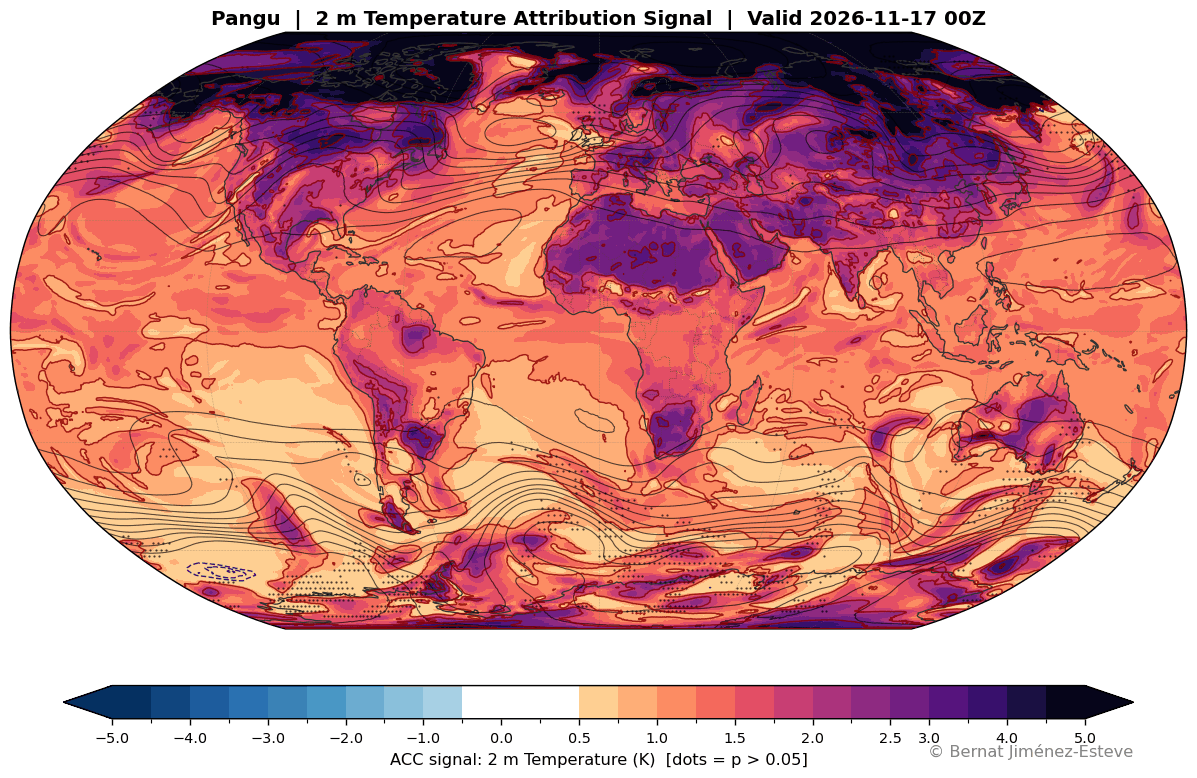 Pangu | 2 m Temperature Attribution Signal | Valid 2026-11-17 00Z
−5.0 −4.0 −3.0 −2.0 −1.0 0.0 0.5 1.0 1.5 2.0 2.5 3.0 4.0 5.0
ACC signal: 2 m Temperature (K) [dots = p > 0.05]
© Bernat Jiménez-Esteve